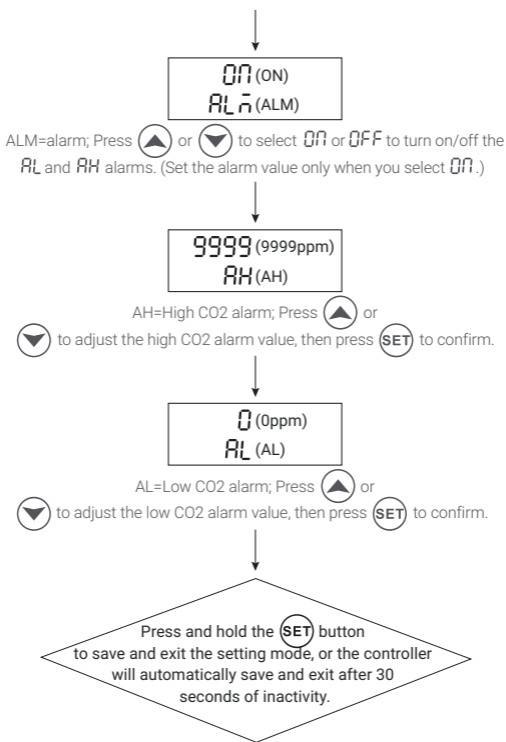 ON (ON)
ALM (ALM)
ALM=alarm; Press or to select ON or OFF to turn on/off the
AL and AH alarms. (Set the alarm value only when you select ON.)
9999 (9999ppm)
AH (AH)
AH=High CO2 alarm; Press or
to adjust the high CO2 alarm value, then press SET to confirm.
0 (0ppm)
AL (AL)
AL=Low CO2 alarm; Press or
to adjust the low CO2 alarm value, then press SET to confirm.
Press and hold the SET button
to save and exit the setting mode, or the controller
will automatically save and exit after 30
seconds of inactivity.